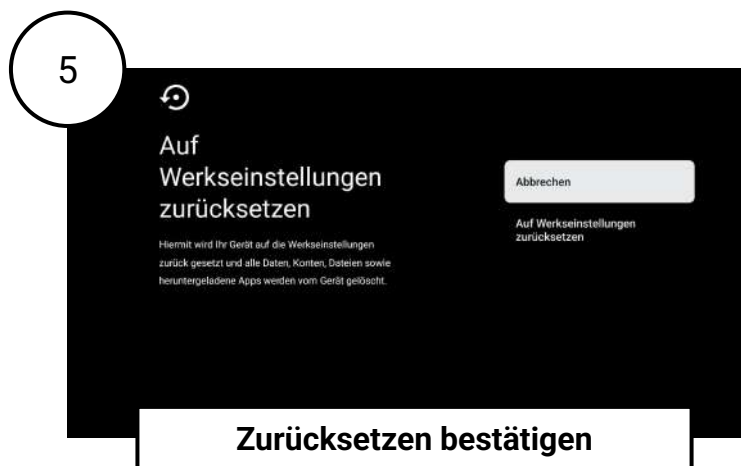 5
Auf
Werkseinstellungen
zurücksetzen
Hiermit wird Ihr Gerät auf die Werkseinstellungen
zurück gesetzt und alle Daten, Konten, Dateien sowie
heruntergeladene Apps werden vom Gerät gelöscht.
Abbrechen
Auf Werkseinstellungen
zurücksetzen
Zurücksetzen bestätigen